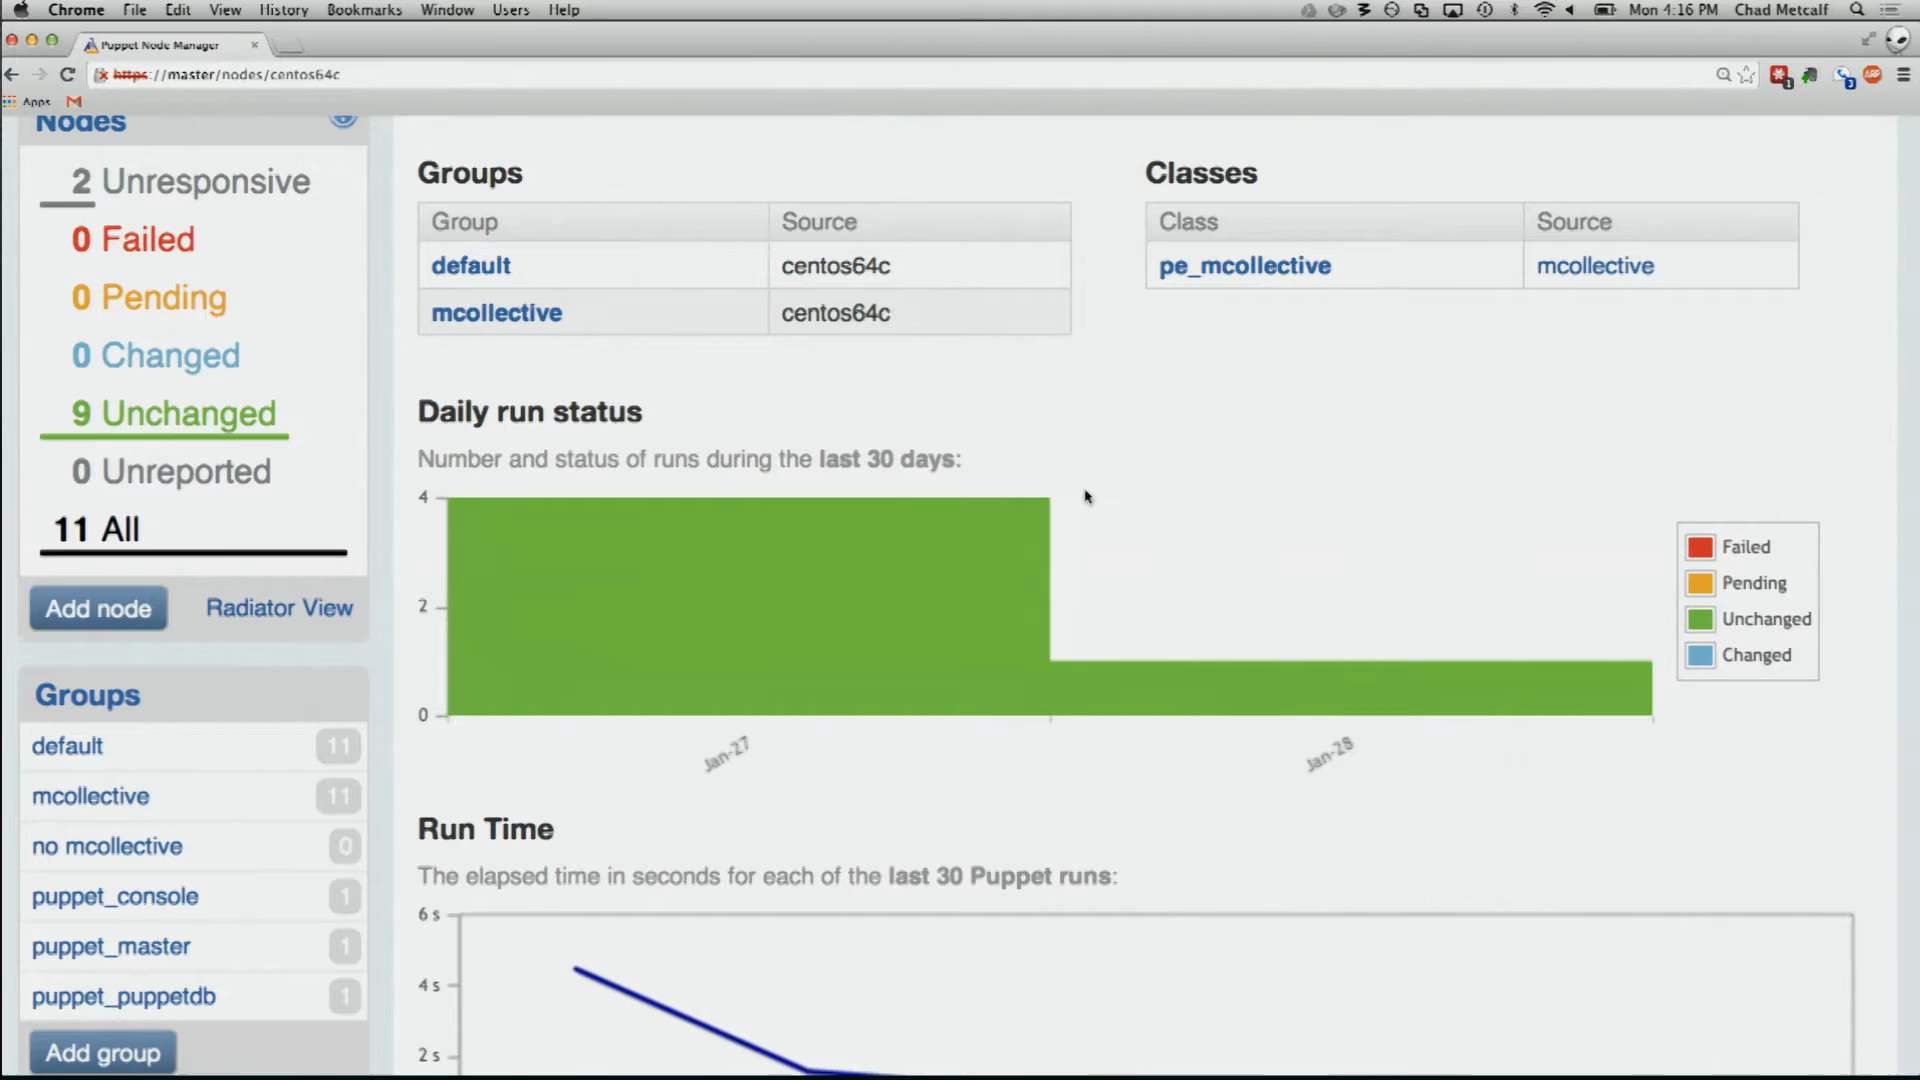 Chrome File Edit View History Bookmarks Window Users Help Mon 4:16 PM Chad Metcalf
Puppet Node Manager
https://master/nodes/centos64c
Apps
Nodes
2 Unresponsive
0 Failed
0 Pending
0 Changed
9 Unchanged
0 Unreported
11 All
Add node Radiator View
Groups
default 11
mcollective 11
no mcollective 0
puppet_console 1
puppet_master 1
puppet_puppetdb 1
Add group
Groups
Group Source
default centos64c
mcollective centos64c
Classes
Class Source
pe_mcollective mcollective
Daily run status
Number and status of runs during the last 30 days:
4
2
0
Jan-27 Jan-28
Failed
Pending
Unchanged
Changed
Run Time
The elapsed time in seconds for each of the last 30 Puppet runs:
6 s
4 s
2 s